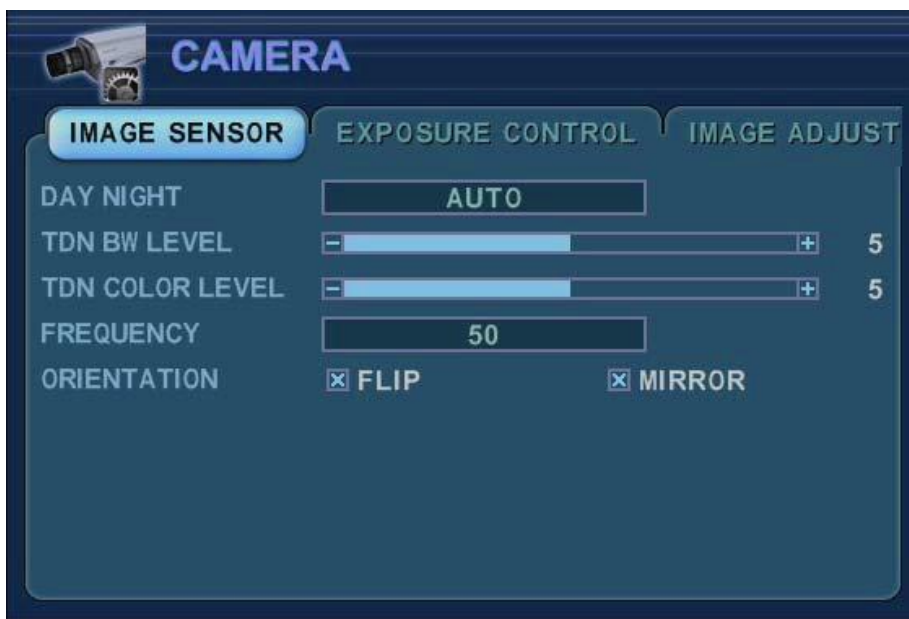 CAMERA
IMAGE SENSOR EXPOSURE CONTROL IMAGE ADJUST
DAY NIGHT AUTO
TDN BW LEVEL - + 5
TDN COLOR LEVEL - + 5
FREQUENCY 50
ORIENTATION FLIP MIRROR